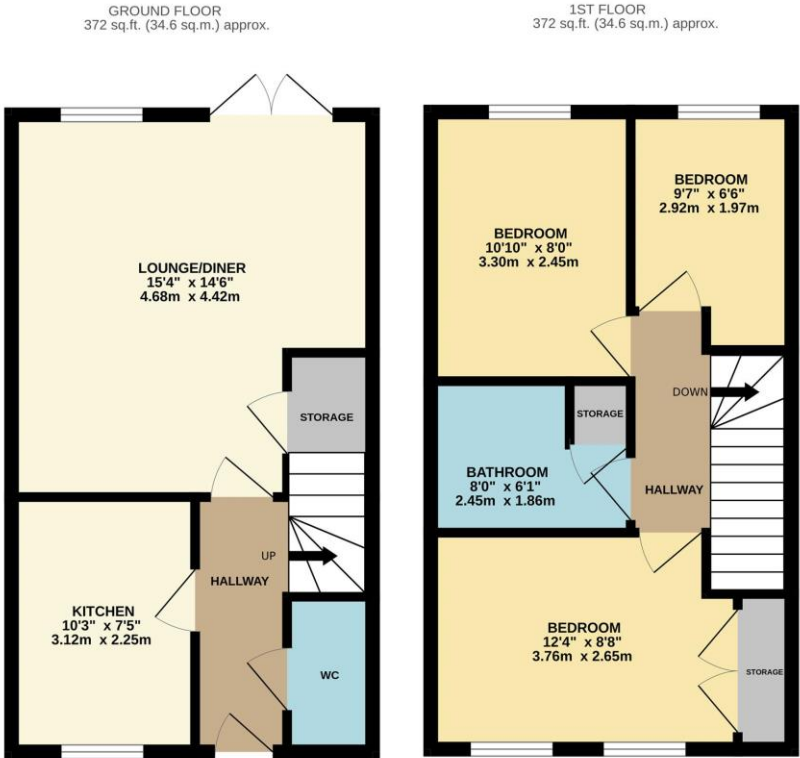 GROUND FLOOR
372 sq.ft. (34.6 sq.m.) approx.
LOUNGE/DINER
15'4" x 14'6"
4.68m x 4.42m
STORAGE
UP
HALLWAY
KITCHEN
10'3" x 7'5"
3.12m x 2.25m
WC
1ST FLOOR
372 sq.ft. (34.6 sq.m.) approx.
BEDROOM
10'10" x 8'0"
3.30m x 2.45m
BEDROOM
9'7" x 6'6"
2.92m x 1.97m
DOWN
STORAGE
BATHROOM
8'0" x 6'1"
2.45m x 1.86m
HALLWAY
BEDROOM
12'4" x 8'8"
3.76m x 2.65m
STORAGE